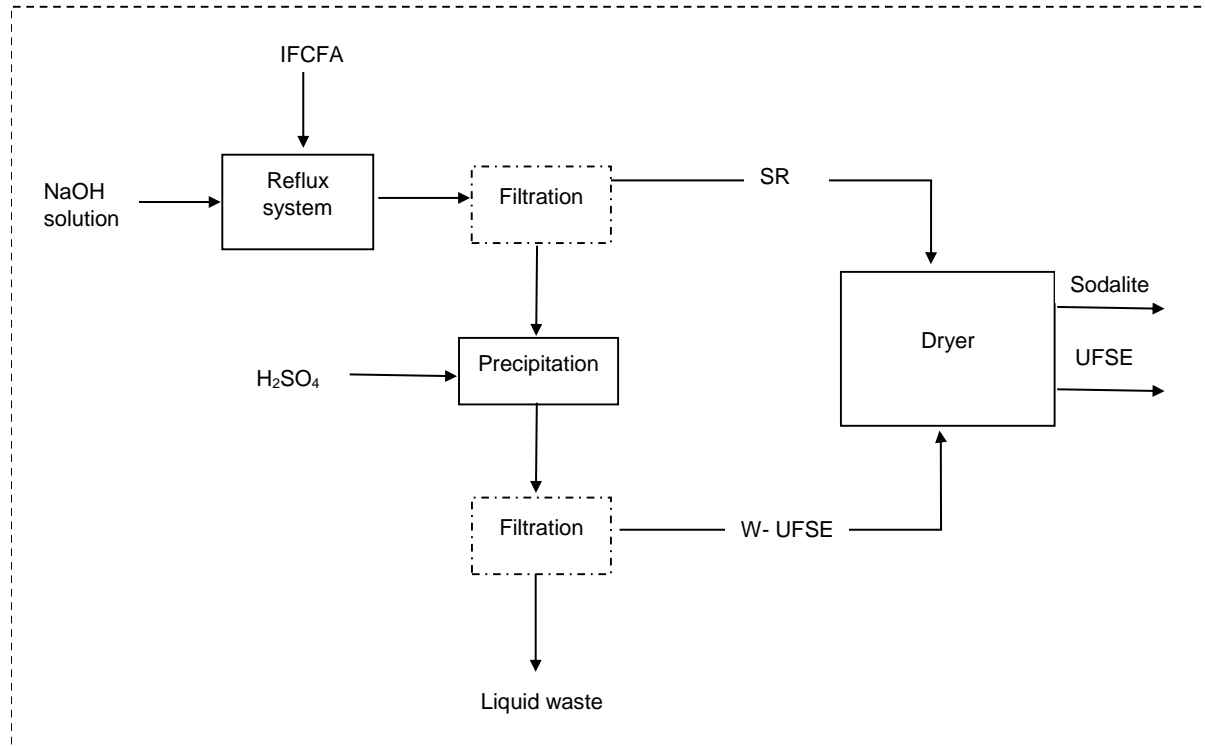 IFCFA
Reflux
system
NaOH
solution
Filtration
SR
Sodalite
UFSE
Dryer
Precipitation
H₂SO₄
Filtration
W- UFSE
Liquid waste